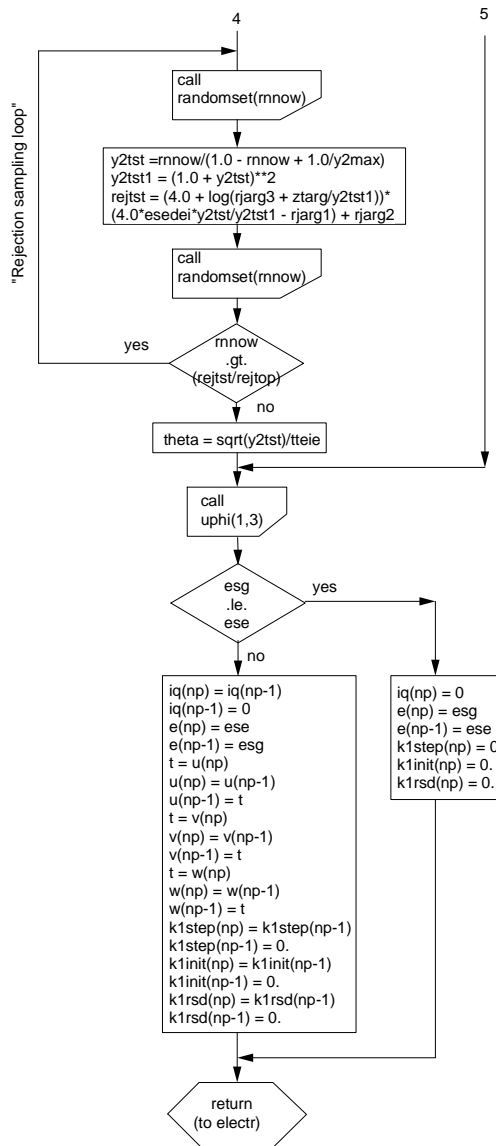 4
5
"Rejection sampling loop"
call
randomset(rnnow)
y2tst =rnnow/(1.0 - rnnow + 1.0/y2max)
y2tst1 = (1.0 + y2tst)**2
rejtst = (4.0 + log(rjarg3 + ztarg/y2tst1))*
(4.0*esedei*y2tst/y2tst1 - rjarg1) + rjarg2
call
randomset(rnnow)
yes
rnnow
.gt.
(rejtst/rejtop)
no
theta = sqrt(y2tst)/tteie
call
uphi(1,3)
esg
.le.
ese
yes
no
iq(np) = iq(np-1)
iq(np-1) = 0
e(np) = ese
e(np-1) = esg
t = u(np)
u(np) = u(np-1)
u(np-1) = t
t = v(np)
v(np) = v(np-1)
v(np-1) = t
t = w(np)
w(np) = w(np-1)
w(np-1) = t
k1step(np) = k1step(np-1)
k1step(np-1) = 0.
k1init(np) = k1init(np-1)
k1init(np-1) = 0.
k1rsd(np) = k1rsd(np-1)
k1rsd(np-1) = 0.
iq(np) = 0
e(np) = esg
e(np-1) = ese
k1step(np) = 0
k1init(np) = 0.
k1rsd(np) = 0.
return
(to electr)